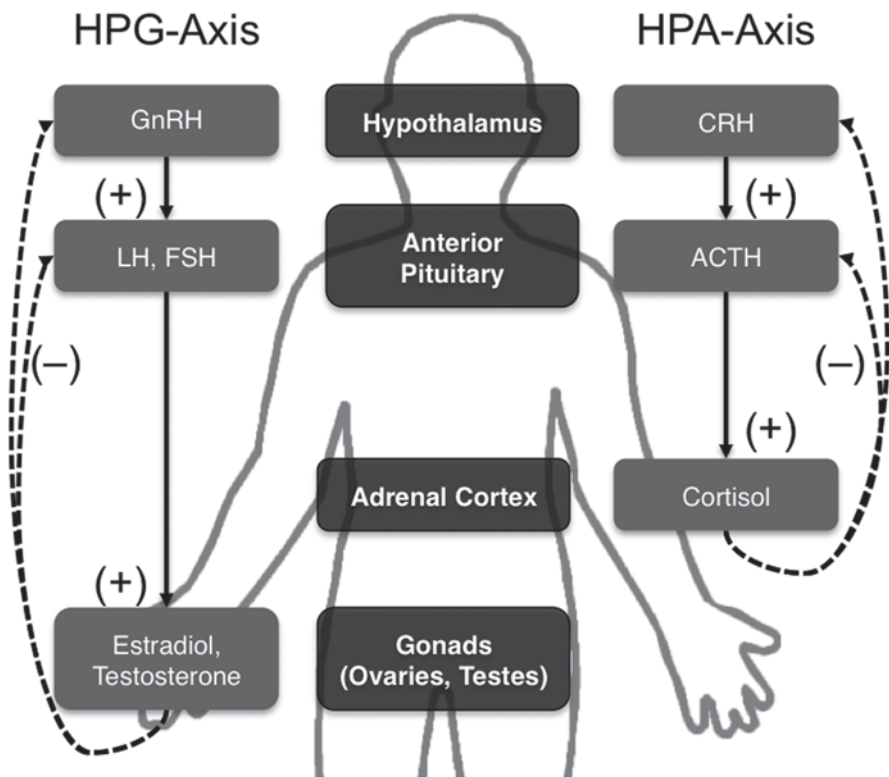 HPG-Axis
HPA-Axis
GnRH
Hypothalamus
CRH
(+)
(+)
LH, FSH
Anterior
Pituitary
ACTH
(–)
(–)
(+)
Adrenal Cortex
Cortisol
(+)
Estradiol,
Testosterone
Gonads
(Ovaries, Testes)